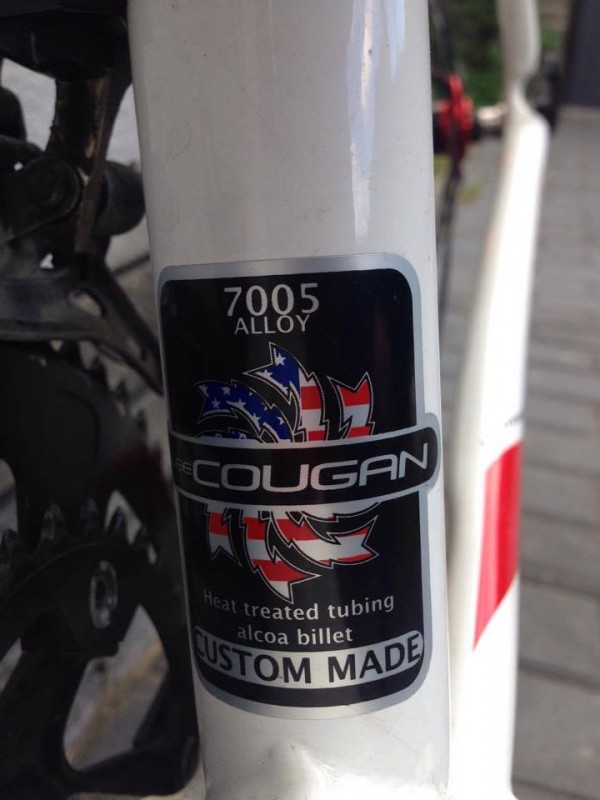 7005
ALLOY
COUGAN
Heat treated tubing
alcoa billet
CUSTOM MADE